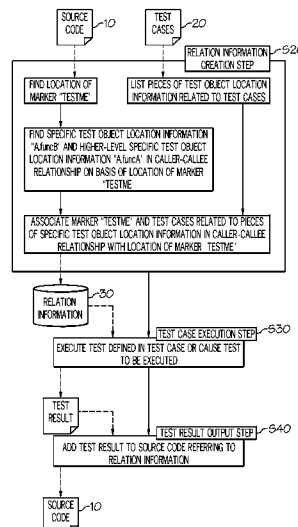 SOURCE
CODE
10
TEST
CASES
20
RELATION INFORMATION
CREATION STEP
FIND LOCATION OF
MARKER "TESTME"
LIST PIECES OF TEST OBJECT LOCATION
INFORMATION RELATED TO TEST CASES
FIND SPECIFIC TEST OBJECT LOCATION INFORMATION
"A.funcB" AND HIGHER-LEVEL SPECIFIC TEST
OBJECT LOCATION INFORMATION "A.funcA" IN CALLER-CALLEE
RELATIONSHIP ON BASIS OF LOCATION OF MARKER
"TESTME"
ASSOCIATE MARKER "TESTME" AND TEST CASES RELATED TO PIECES
OF SPECIFIC TEST OBJECT LOCATION INFORMATION IN CALLER-CALLEE
RELATIONSHIP WITH LOCATION OF MARKER "TESTME"
30
RELATION
INFORMATION
TEST CASE EXECUTION STEP
S30
EXECUTE TEST DEFINED IN TEST CASE OR CAUSE TEST
TO BE EXECUTED
TEST
RESULT
TEST RESULT OUTPUT STEP
S40
ADD TEST RESULT TO SOURCE CODE REFERRING TO
RELATION INFORMATION
SOURCE
CODE
10